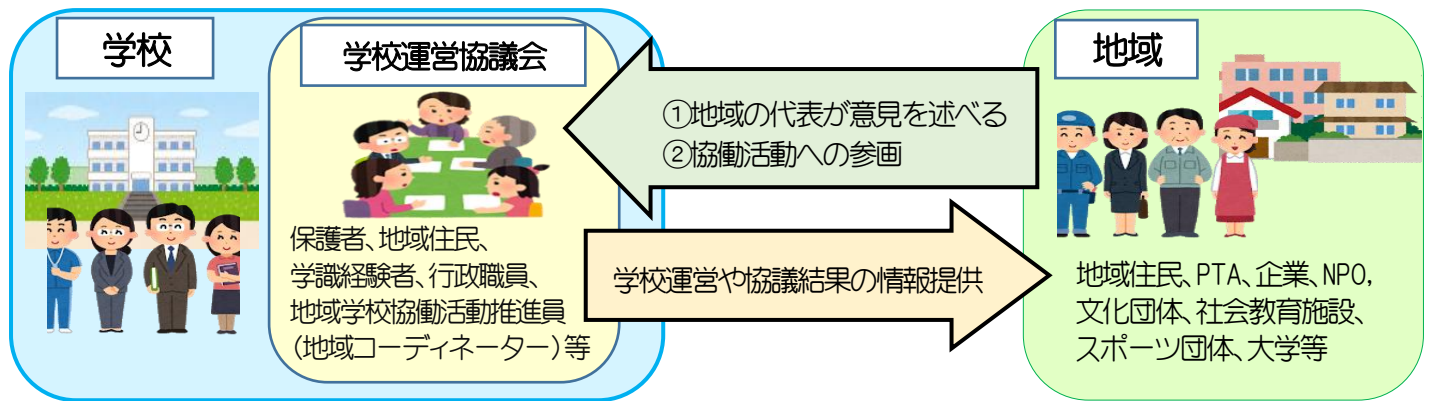 学校
学校運営協議会
保護者、地域住民、
学識経験者、行政職員、
地域学校協働活動推進員
（地域コーディネーター）等
①地域の代表が意見を述べる
②協働活動への参画
学校運営や協議結果の情報提供
地域
地域住民、PTA、企業、NPO,
文化団体、社会教育施設、
スポーツ団体、大学等